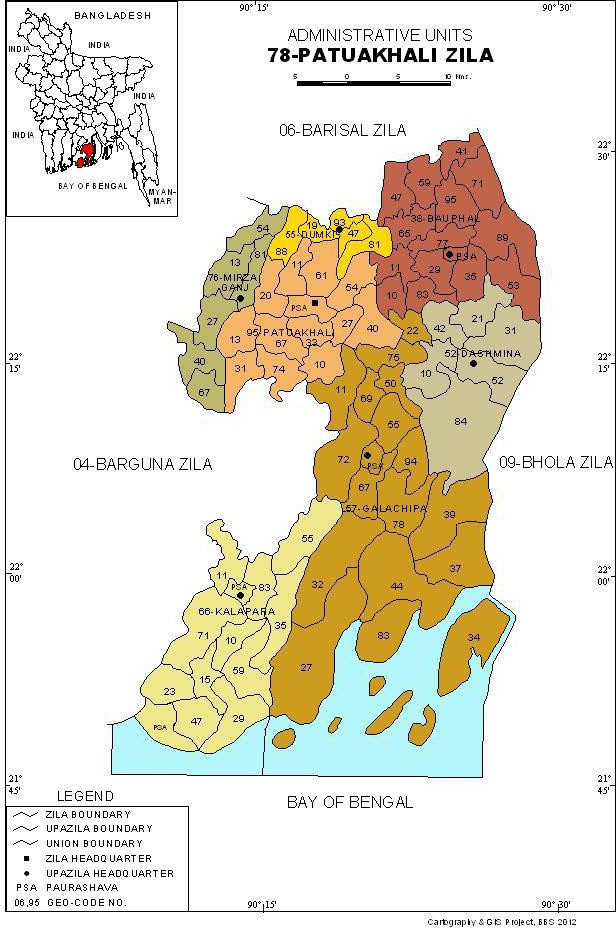 90° 15'
90° 30'
BANGLADESH
INDIA
INDIA
INDIA
INDIA
BAY OF BENGAL
MYAN-
MAR
ADMINISTRATIVE UNITS
78-PATUAKHALI ZILA
5 0 5 10 Kms.
06-BARISAL ZILA
22°
30'
22°
30'
41
59
71
47
95
38-BAUPHAL
65
77
PSA
89
11
29
35
10
83
53
54
19
93
55-DUMKI
47
88
81
13
81
76-MIRZA
GANJ
27
40
67
11
61
20
54
PSA
95-PATUAKHALI
27
40
13
67
33
31
74
10
22
42
21
31
52-DASHMINA
10
52
84
22°
15'
22°
15'
75
11
50
69
55
72
PSA
94
67
57-GALACHIPA
78
39
37
32
44
83
34
27
04-BARGUNA ZILA
09-BHOLA ZILA
55
11
PSA
83
66-KALAPARA
35
71
10
59
15
23
47
29
PSA
22°
00'
22°
00'
21°
45'
21°
45'
BAY OF BENGAL
LEGEND
ZILA BOUNDARY
UPAZILA BOUNDARY
UNION BOUNDARY
ZILA HEADQUARTER
UPAZILA HEADQUARTER
PSA PAURASHAVA
06,95 GEO-CODE NO.
90° 15'
90° 30'
Cartography & GIS Project, BBS 2012